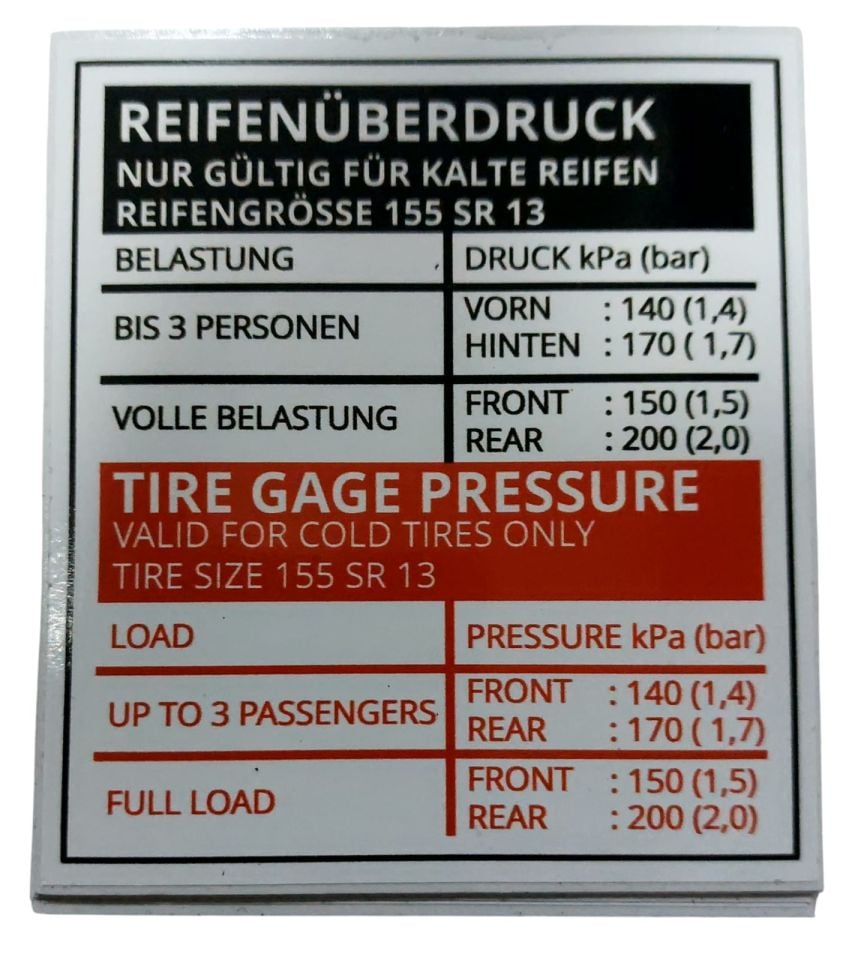 REIFENÜBERDRUCK
NUR GÜLTIG FÜR KALTE REIFEN
REIFENGRÖSSE 155 SR 13
BELASTUNG DRUCK kPa (bar)
BIS 3 PERSONEN VORN : 140 (1,4)
HINTEN : 170 ( 1,7)
VOLLE BELASTUNG FRONT : 150 (1,5)
REAR : 200 (2,0)
TIRE GAGE PRESSURE
VALID FOR COLD TIRES ONLY
TIRE SIZE 155 SR 13
LOAD PRESSURE kPa (bar)
UP TO 3 PASSENGERS FRONT : 140 (1,4)
REAR : 170 ( 1,7)
FULL LOAD FRONT : 150 (1,5)
REAR : 200 (2,0)